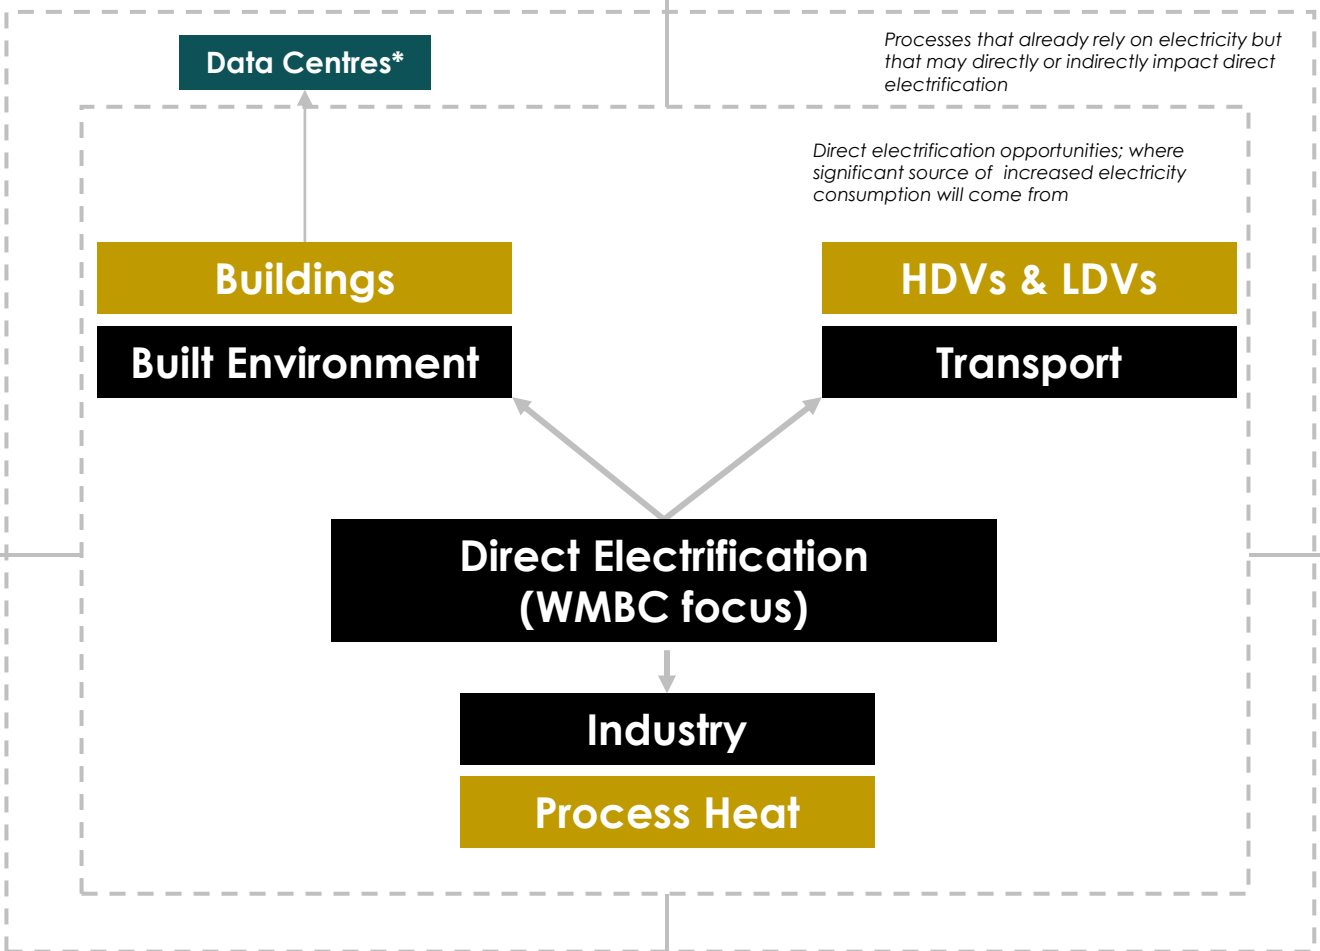 Data Centres*
Processes that already rely on electricity but
that may directly or indirectly impact direct
electrification
Direct electrification opportunities; where
significant source of increased electricity
consumption will come from
Buildings
Built Environment
HDVs & LDVs
Transport
Direct Electrification
(WMBC focus)
Industry
Process Heat